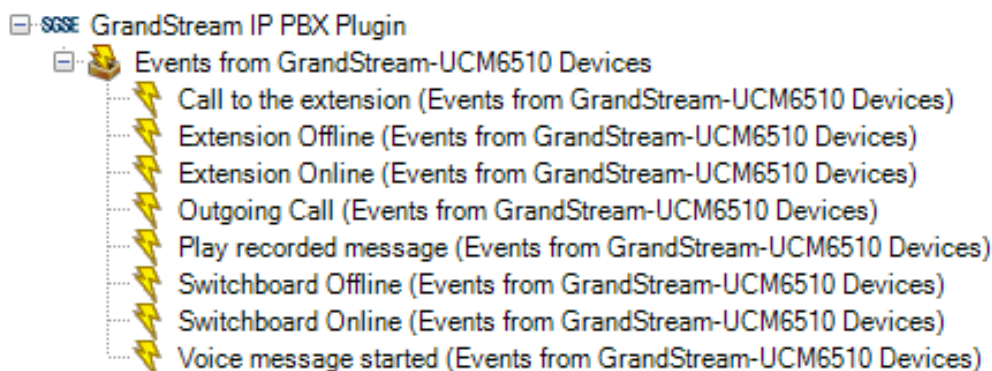 SGSE GrandStream IP PBX Plugin
Events from GrandStream-UCM6510 Devices
Call to the extension (Events from GrandStream-UCM6510 Devices)
Extension Offline (Events from GrandStream-UCM6510 Devices)
Extension Online (Events from GrandStream-UCM6510 Devices)
Outgoing Call (Events from GrandStream-UCM6510 Devices)
Play recorded message (Events from GrandStream-UCM6510 Devices)
Switchboard Offline (Events from GrandStream-UCM6510 Devices)
Switchboard Online (Events from GrandStream-UCM6510 Devices)
Voice message started (Events from GrandStream-UCM6510 Devices)